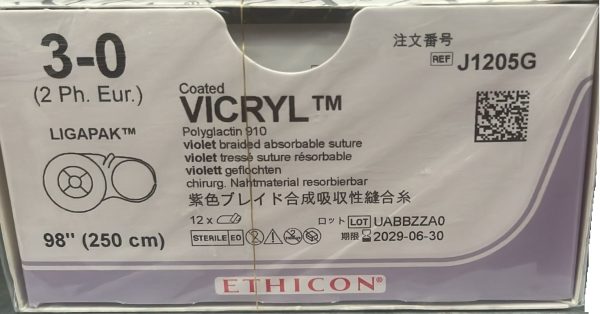 3-0
(2 Ph. Eur.)
LIGAPAK™
98" (250 cm)
Coated
VICRYL™
Polyglactin 910
violet braided absorbable suture
violet tressé suture résorbable
violett geflochten
chirurg. Nahtmaterial resorbierbar
紫色ブレイド合成吸収性縫合糸
12 x
STERILE EO
注文番号
REF J1205G
ロット LOT UABBZZA0
期限 2029-06-30
ETHICON®